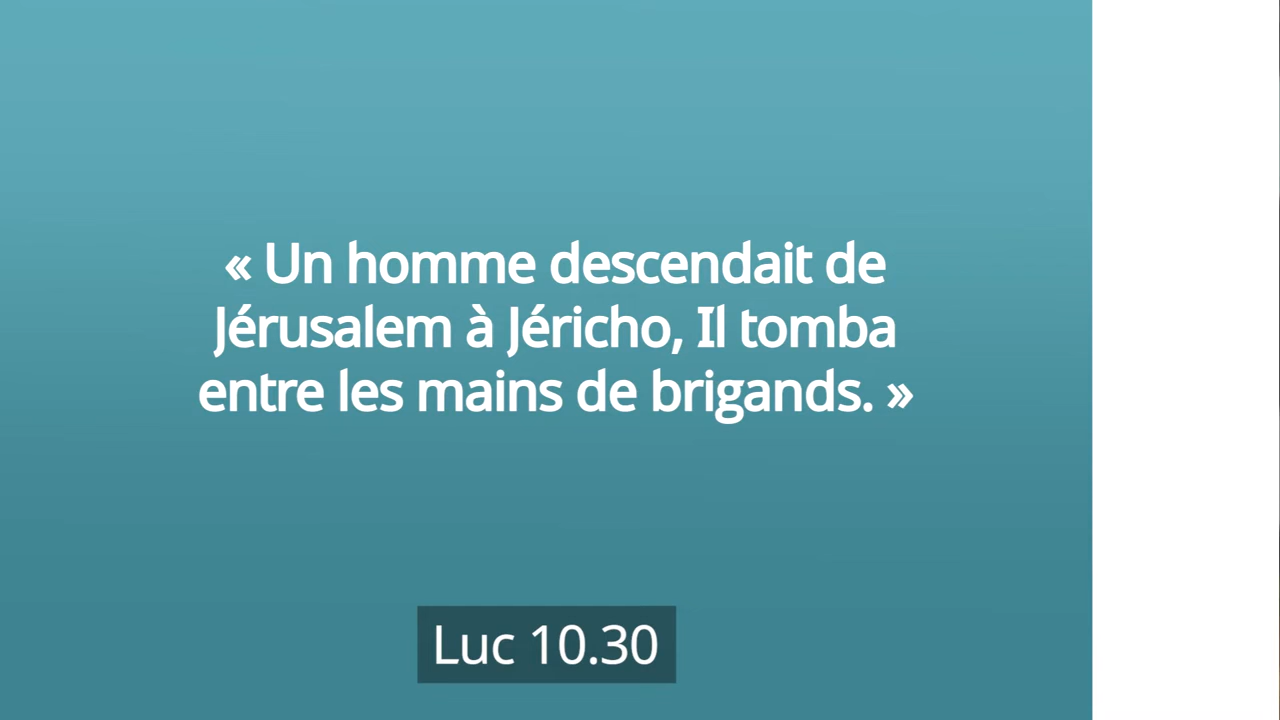 « Un homme descendait de
Jérusalem à Jéricho, Il tomba
entre les mains de brigands. »
Luc 10.30